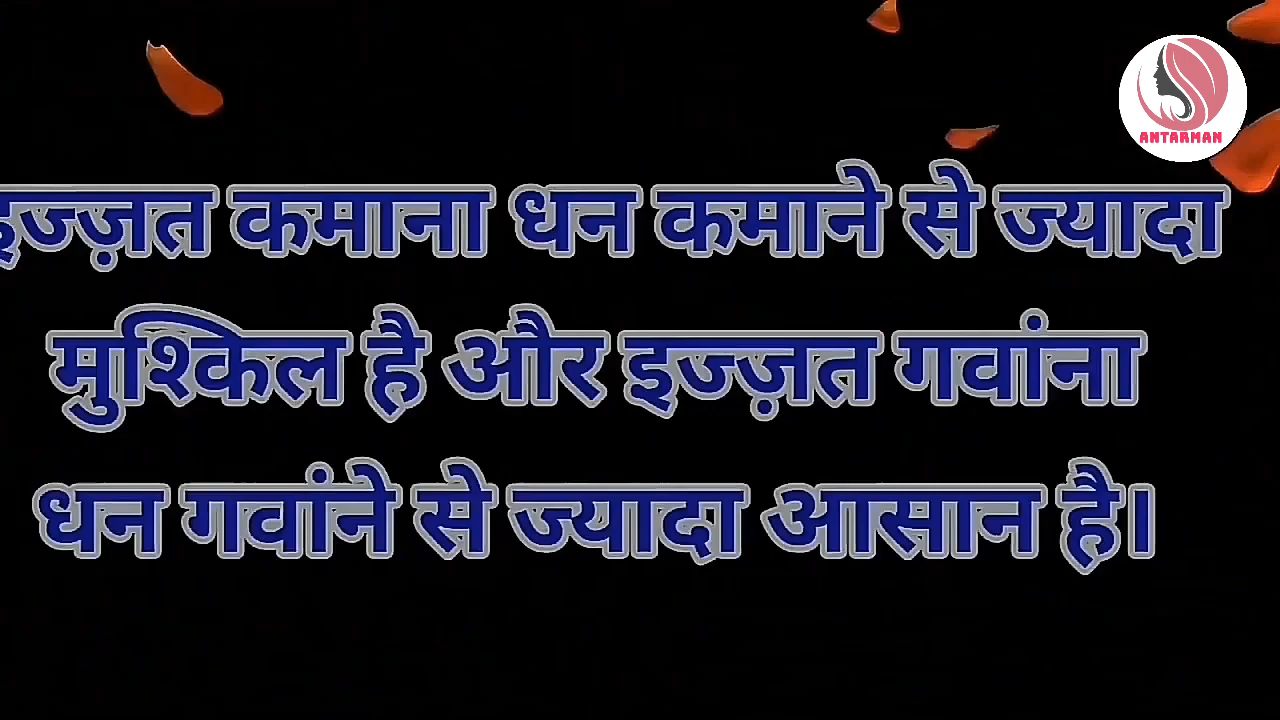 ANTARMAN
इज्ज़त कमाना धन कमाने से ज्यादा
मुश्किल है और इज्ज़त गवांना
धन गवांने से ज्यादा आसान है।